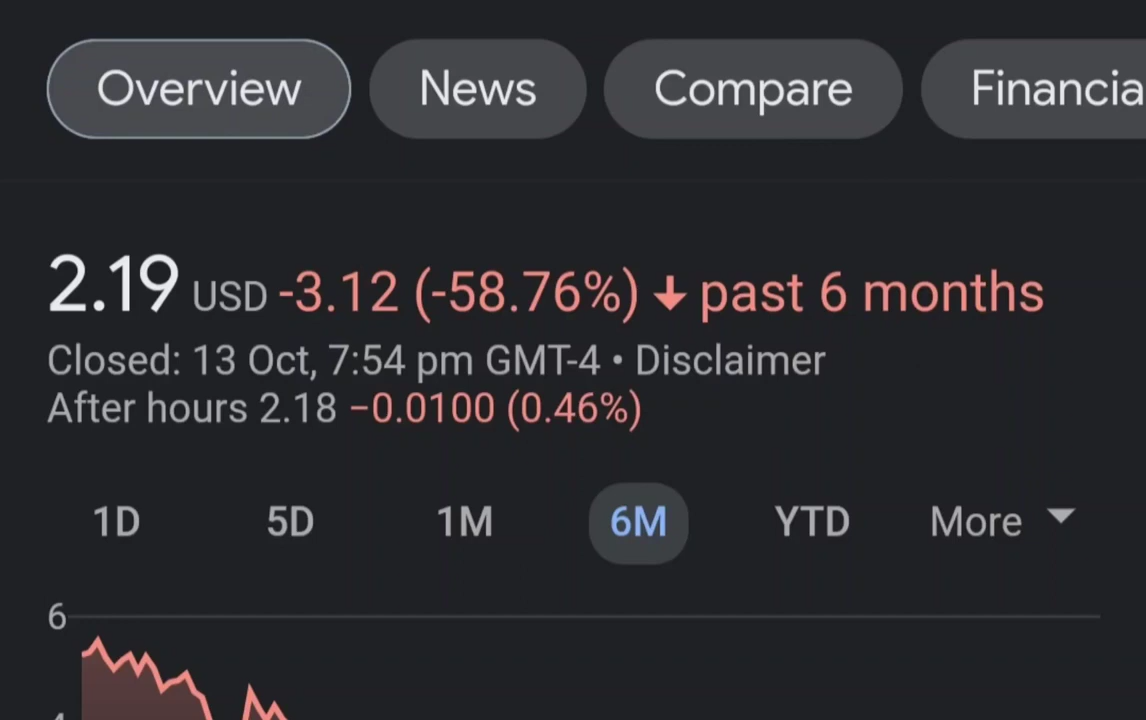 Overview News Compare Financia
2.19 USD -3.12 (-58.76%) ↓ past 6 months
Closed: 13 Oct, 7:54 pm GMT-4 • Disclaimer
After hours 2.18 −0.0100 (0.46%)
1D 5D 1M 6M YTD More
6